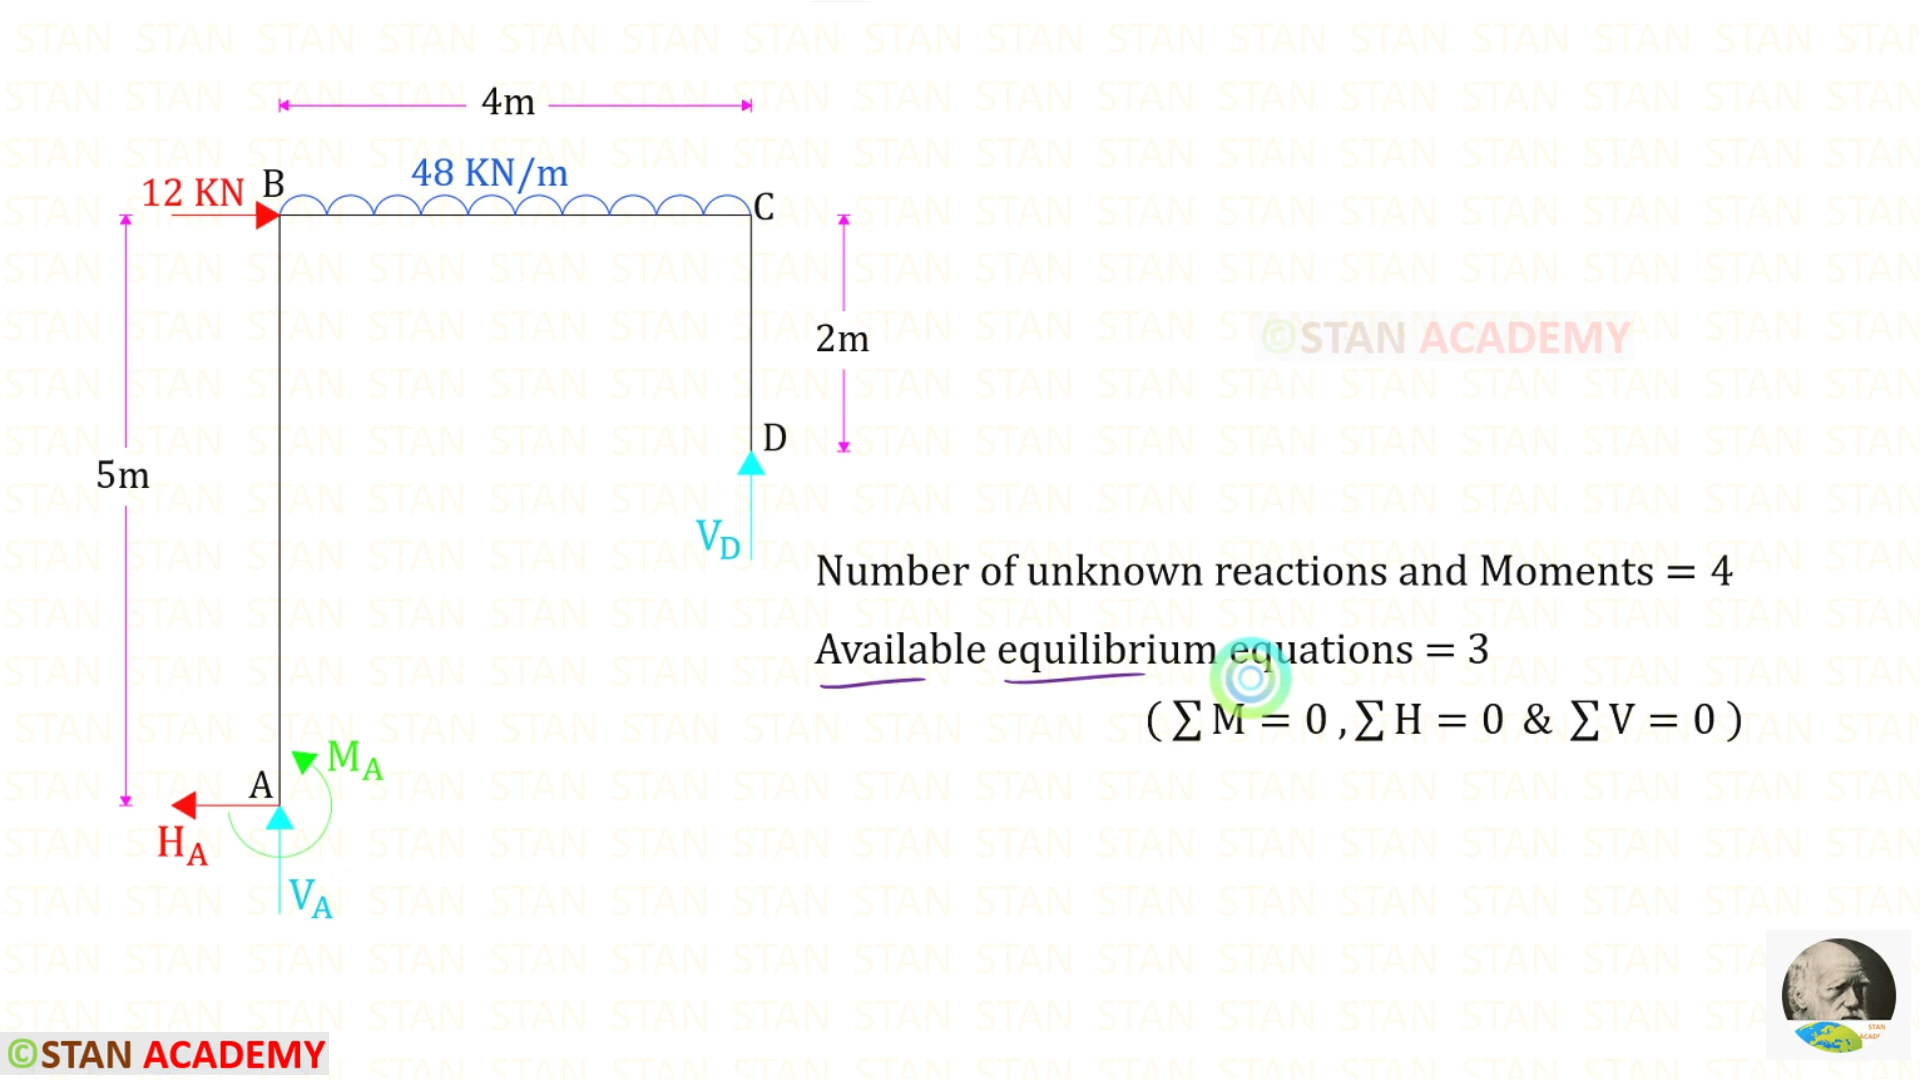 4m
48 KN/m
12 KN
B
C
2m
©STAN ACADEMY
D
5m
V_D
Number of unknown reactions and Moments = 4
Available equilibrium equations = 3
( ∑ M = 0 , ∑ H = 0 & ∑ V = 0 )
M_A
A
H_A
V_A
©STAN ACADEMY
STAN